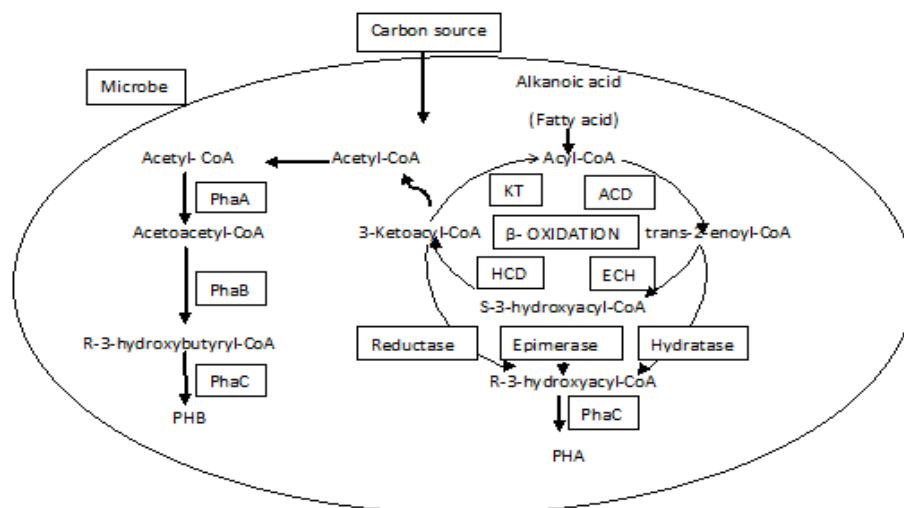 Carbon source
Microbe
Alkanoic acid
(Fatty acid)
Acetyl- CoA
Acetyl-CoA
Acyl-CoA
PhaA
KT
ACD
Acetoacetyl-CoA
3-Ketoacyl-CoA
β- OXIDATION
trans-2-enoyl-CoA
PhaB
HCD
ECH
S-3-hydroxyacyl-CoA
R-3-hydroxybutyryl-CoA
Reductase
Epimerase
Hydratase
PhaC
R-3-hydroxyacyl-CoA
PHB
PhaC
PHA